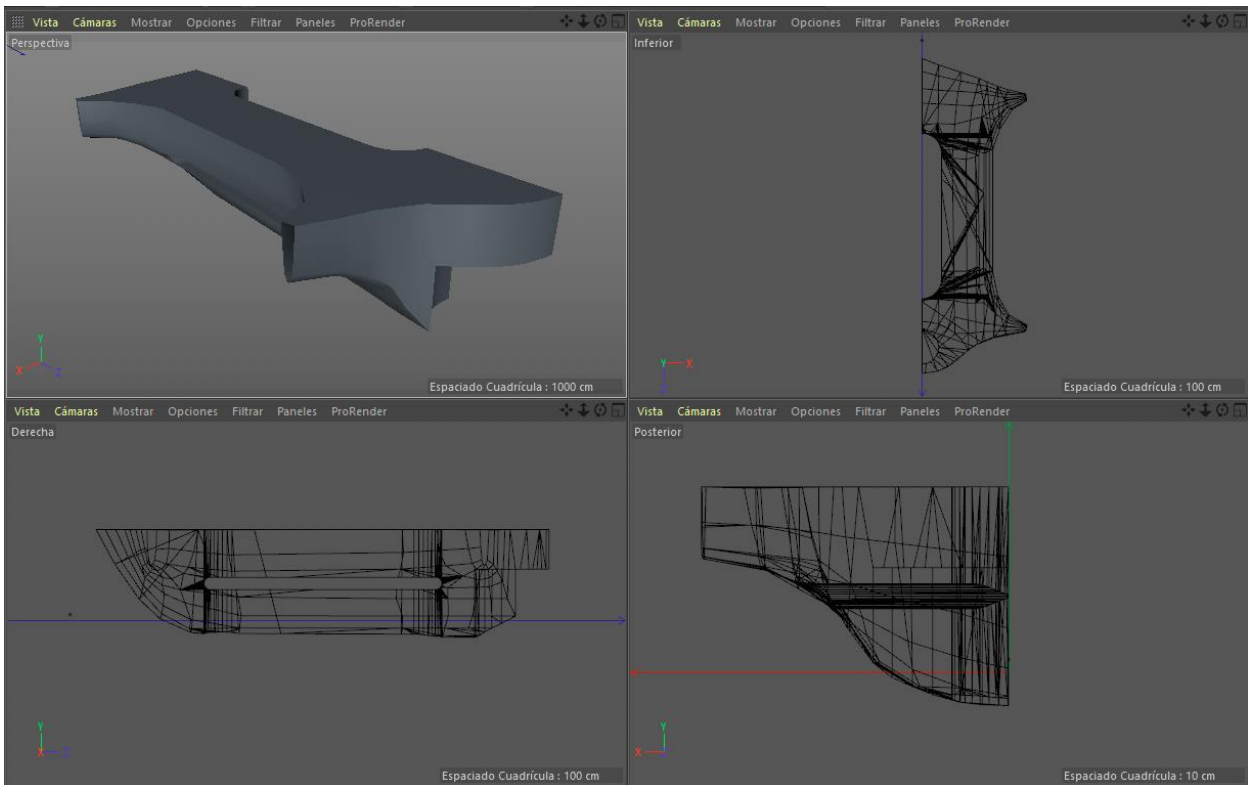 Vista Cámaras Mostrar Opciones Filtrar Paneles ProRender
Perspectiva
Y
X
Z
Espaciado Cuadrícula : 1000 cm
Vista Cámaras Mostrar Opciones Filtrar Paneles ProRender
Inferior
Y X
Z
Espaciado Cuadrícula : 100 cm
Vista Cámaras Mostrar Opciones Filtrar Paneles ProRender
Derecha
Y
X Z
Espaciado Cuadrícula : 100 cm
Vista Cámaras Mostrar Opciones Filtrar Paneles ProRender
Posterior
Y
X Z
Espaciado Cuadrícula : 10 cm